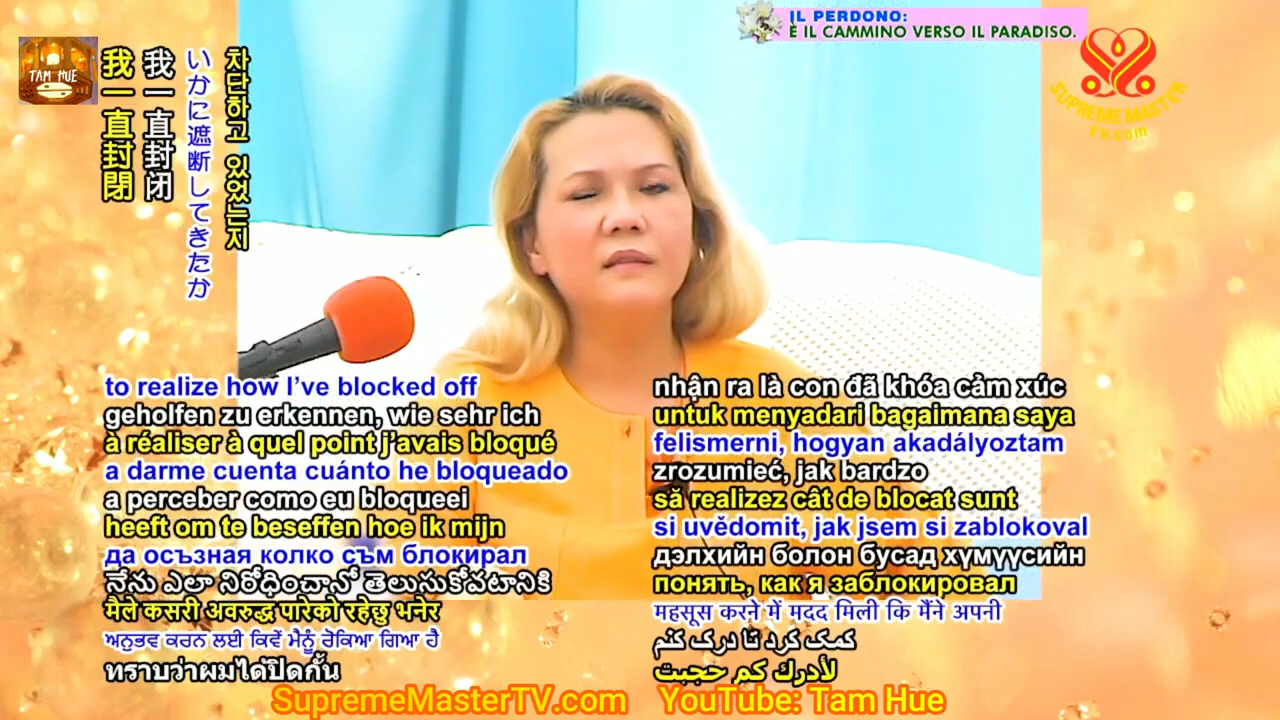 IL PERDONO:
È IL CAMMINO VERSO IL PARADISO.
SUPREME MASTER
TV.com
TAM HUE
我一直封閉
我一直封闭
いかに遮断してきたか
차단하고 있었는지
to realize how I’ve blocked off
geholfen zu erkennen, wie sehr ich
à réaliser à quel point j’avais bloqué
a darme cuenta cuánto he bloqueado
a perceber como eu bloqueei
heeft om te beseffen hoe ik mijn
да осъзная колко съм блокирал
నేను ఎలా నిరోధించానో తెలుసుకోవటానికి
मैले कसरी अवरुद्ध पारेको रहेछु भनेर
ਅਨੁਭਵ ਕਰਨ ਲਈ ਕਿਵੇਂ ਮੈਨੂੰ ਰੋਕਿਆ ਗਿਆ ਹੈ
ทราบว่าผมได้ปิดกั้น
nhận ra là con đã khóa cảm xúc
untuk menyadari bagaimana saya
felismerni, hogyan akadályoztam
zrozumieć, jak bardzo
să realizez cât de blocat sunt
si uvědomit, jak jsem si zablokoval
дэлхийн болон бусад хүмүүсийн
понять, как я заблокировал
महसूस करने में मदद मिली कि मैंने अपनी
کمک کرد تا درک کنم
لأدرك كم حجبت
SupremeMasterTV.com YouTube: Tam Hue